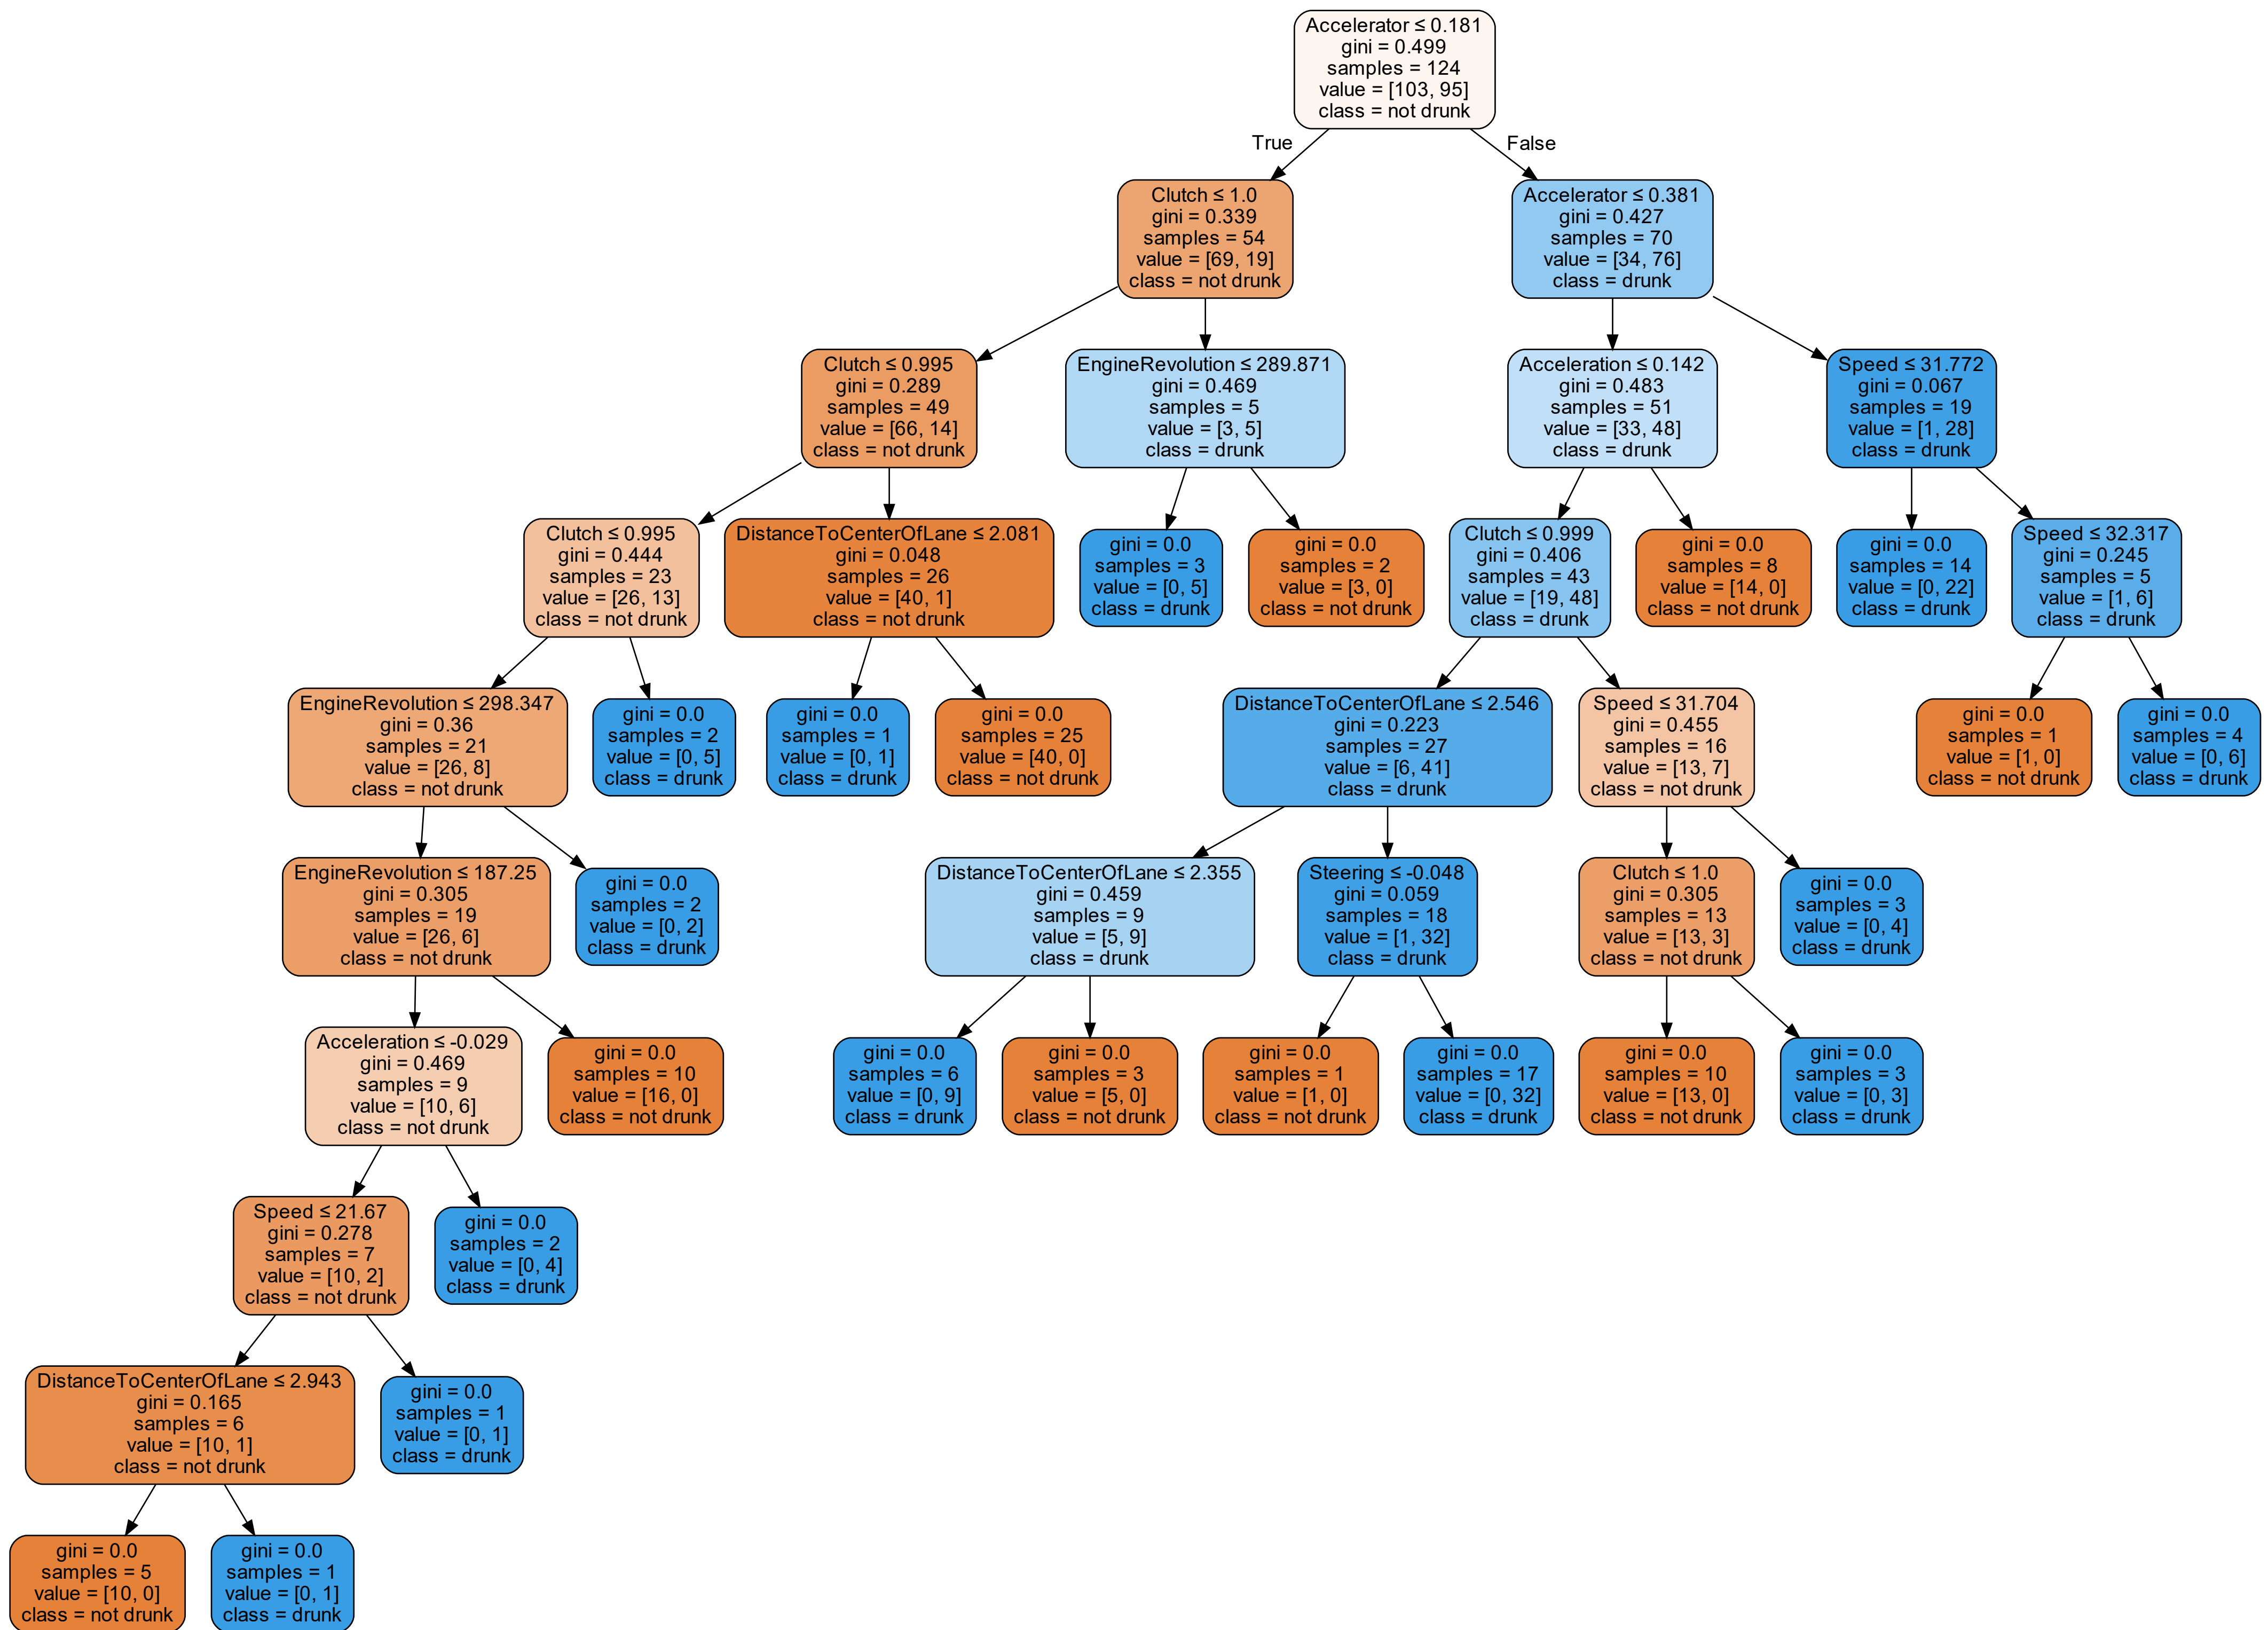 Accelerator ≤ 0.181
gini = 0.499
samples = 124
value = [103, 95]
class = not drunk
True
False
Clutch ≤ 1.0
gini = 0.339
samples = 54
value = [69, 19]
class = not drunk
Accelerator ≤ 0.381
gini = 0.427
samples = 70
value = [34, 76]
class = drunk
Clutch ≤ 0.995
gini = 0.289
samples = 49
value = [66, 14]
class = not drunk
EngineRevolution ≤ 289.871
gini = 0.469
samples = 5
value = [3, 5]
class = drunk
Acceleration ≤ 0.142
gini = 0.483
samples = 51
value = [33, 48]
class = drunk
Speed ≤ 31.772
gini = 0.067
samples = 19
value = [1, 28]
class = drunk
Clutch ≤ 0.995
gini = 0.444
samples = 23
value = [26, 13]
class = not drunk
DistanceToCenterOfLane ≤ 2.081
gini = 0.048
samples = 26
value = [40, 1]
class = not drunk
gini = 0.0
samples = 3
value = [0, 5]
class = drunk
gini = 0.0
samples = 2
value = [3, 0]
class = not drunk
Clutch ≤ 0.999
gini = 0.406
samples = 43
value = [19, 48]
class = drunk
gini = 0.0
samples = 8
value = [14, 0]
class = not drunk
gini = 0.0
samples = 14
value = [0, 22]
class = drunk
Speed ≤ 32.317
gini = 0.245
samples = 5
value = [1, 6]
class = drunk
EngineRevolution ≤ 298.347
gini = 0.36
samples = 21
value = [26, 8]
class = not drunk
gini = 0.0
samples = 2
value = [0, 5]
class = drunk
gini = 0.0
samples = 1
value = [0, 1]
class = drunk
gini = 0.0
samples = 25
value = [40, 0]
class = not drunk
DistanceToCenterOfLane ≤ 2.546
gini = 0.223
samples = 27
value = [6, 41]
class = drunk
Speed ≤ 31.704
gini = 0.455
samples = 16
value = [13, 7]
class = not drunk
gini = 0.0
samples = 1
value = [1, 0]
class = not drunk
gini = 0.0
samples = 4
value = [0, 6]
class = drunk
EngineRevolution ≤ 187.25
gini = 0.305
samples = 19
value = [26, 6]
class = not drunk
gini = 0.0
samples = 2
value = [0, 2]
class = drunk
DistanceToCenterOfLane ≤ 2.355
gini = 0.459
samples = 9
value = [5, 9]
class = drunk
Steering ≤ -0.048
gini = 0.059
samples = 18
value = [1, 32]
class = drunk
Clutch ≤ 1.0
gini = 0.305
samples = 13
value = [13, 3]
class = not drunk
gini = 0.0
samples = 3
value = [0, 4]
class = drunk
Acceleration ≤ -0.029
gini = 0.469
samples = 9
value = [10, 6]
class = not drunk
gini = 0.0
samples = 10
value = [16, 0]
class = not drunk
gini = 0.0
samples = 6
value = [0, 9]
class = drunk
gini = 0.0
samples = 3
value = [5, 0]
class = not drunk
gini = 0.0
samples = 1
value = [1, 0]
class = not drunk
gini = 0.0
samples = 17
value = [0, 32]
class = drunk
gini = 0.0
samples = 10
value = [13, 0]
class = not drunk
gini = 0.0
samples = 3
value = [0, 3]
class = drunk
Speed ≤ 21.67
gini = 0.278
samples = 7
value = [10, 2]
class = not drunk
gini = 0.0
samples = 2
value = [0, 4]
class = drunk
DistanceToCenterOfLane ≤ 2.943
gini = 0.165
samples = 6
value = [10, 1]
class = not drunk
gini = 0.0
samples = 1
value = [0, 1]
class = drunk
gini = 0.0
samples = 5
value = [10, 0]
class = not drunk
gini = 0.0
samples = 1
value = [0, 1]
class = drunk